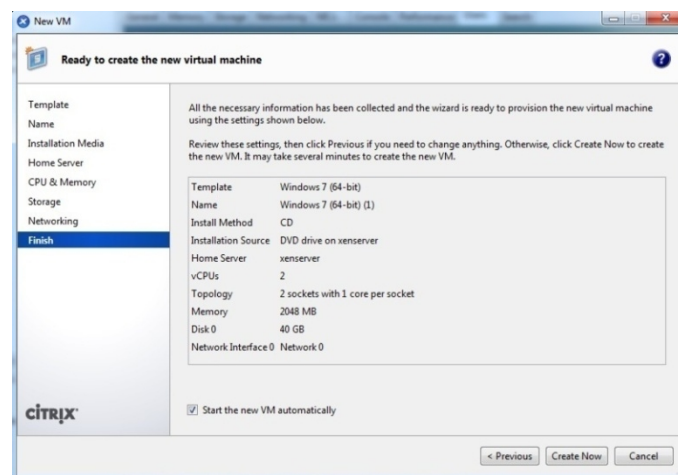 New VM
Ready to create the new virtual machine
Template
Name
Installation Media
Home Server
CPU & Memory
Storage
Networking
Finish
CİTRIX
All the necessary information has been collected and the wizard is ready to provision the new virtual machine
using the settings shown below.
Review these settings, then click Previous if you need to change anything. Otherwise, click Create Now to create
the new VM. It may take several minutes to create the new VM.
Template Windows 7 (64-bit)
Name Windows 7 (64-bit) (1)
Install Method CD
Installation Source DVD drive on xenserver
Home Server xenserver
vCPUs 2
Topology 2 sockets with 1 core per socket
Memory 2048 MB
Disk 0 40 GB
Network Interface 0 Network 0
Start the new VM automatically
< Previous Create Now Cancel